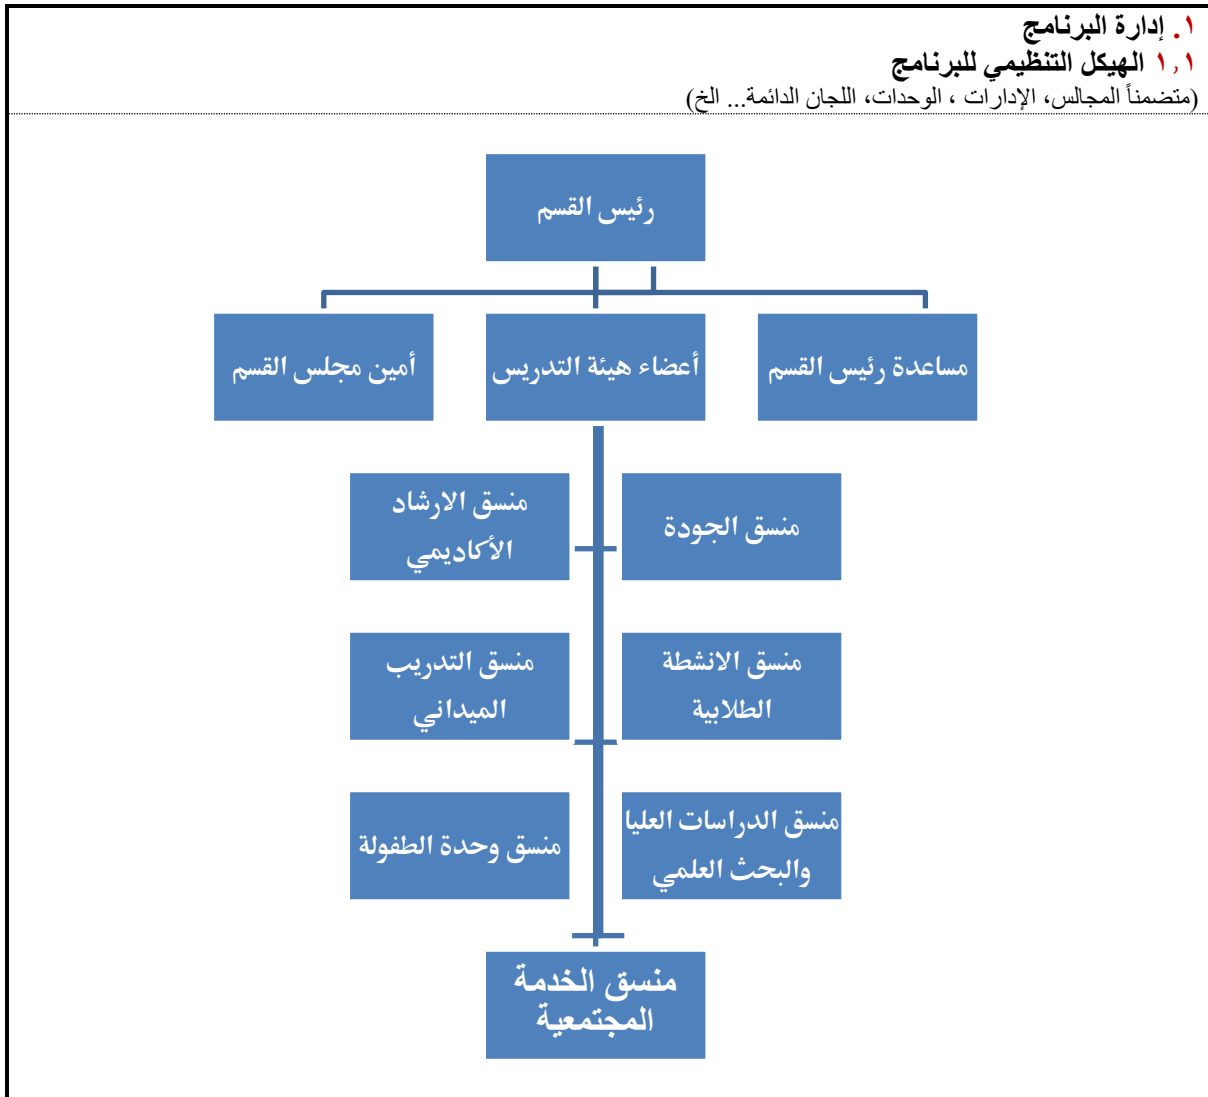 ١. إدارة البرنامج
١,١ الهيكل التنظيمي للبرنامج
(متضمناً المجالس، الإدارات ، الوحدات، اللجان الدائمة... الخ)
رئيس القسم
مساعدة رئيس القسم
أعضاء هيئة التدريس
أمين مجلس القسم
منسق الجودة
منسق الارشاد
الأكاديمي
منسق الانشطة
الطلابية
منسق التدريب
الميداني
منسق الدراسات العليا
والبحث العلمي
منسق وحدة الطفولة
منسق الخدمة
المجتمعية